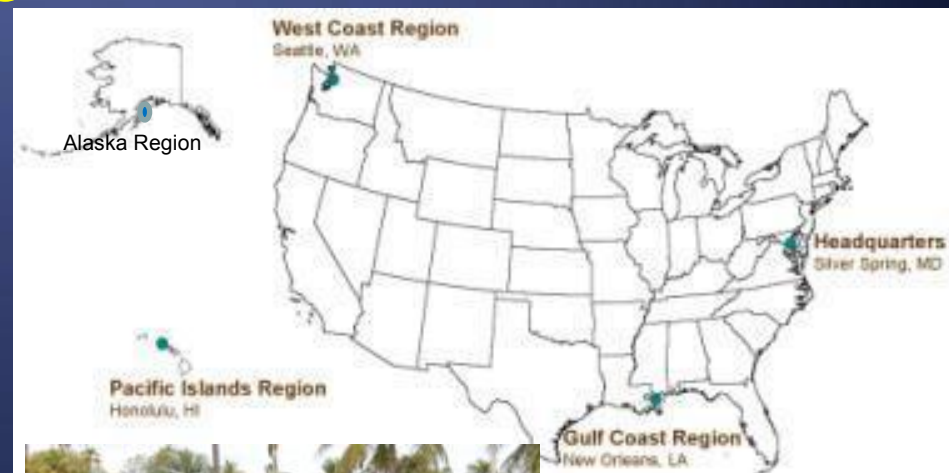 West Coast Region
Seattle, WA
Alaska Region
Headquarters
Silver Spring, MD
Pacific Islands Region
Honolulu, HI
Gulf Coast Region
New Orleans, LA